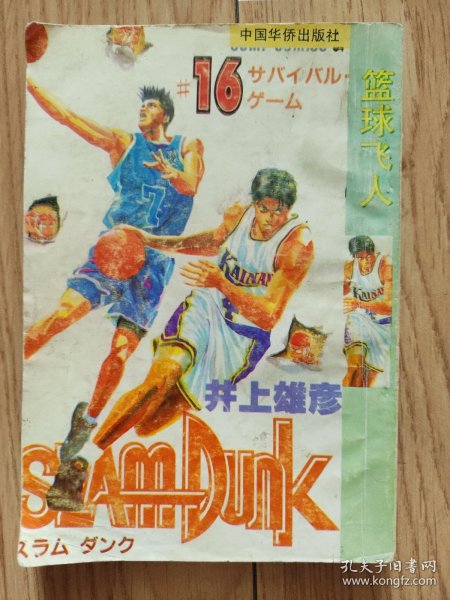 中国华侨出版社
#16
サバイバル・
ゲーム
篮球飞人
7
KAINAN
4
KAINAN
井上雄彦
SLAM DUNK
スラム ダンク
孔夫子旧书网
www.kongfz.com